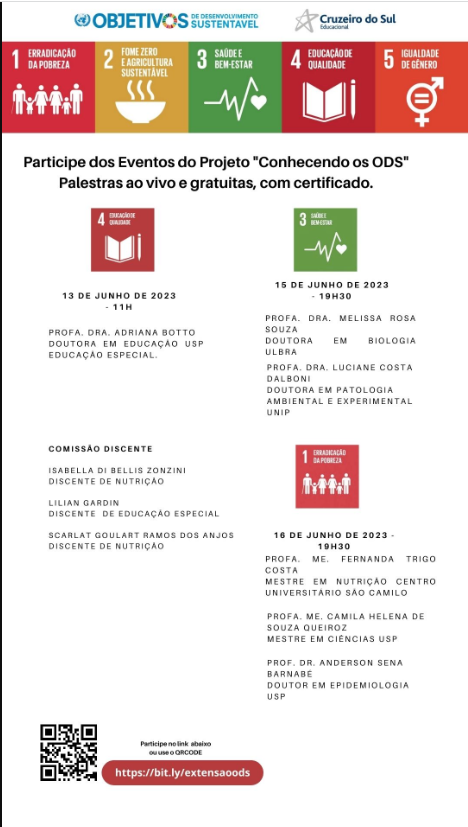 OBJETIVOS DE DESENVOLVIMENTO
SUSTENTÁVEL
Cruzeiro do Sul
Educacional
1 ERRADICAÇÃO
DA POBREZA
2 FOME ZERO
E AGRICULTURA
SUSTENTÁVEL
3 SAÚDE E
BEM-ESTAR
4 EDUCAÇÃO DE
QUALIDADE
5 IGUALDADE
DE GÊNERO
Participe dos Eventos do Projeto "Conhecendo os ODS"
Palestras ao vivo e gratuitas, com certificado.
4 EDUCAÇÃO DE
QUALIDADE
13 DE JUNHO DE 2023
- 11H
PROFA. DRA. ADRIANA BOTTO
DOUTORA EM EDUCAÇÃO USP
EDUCAÇÃO ESPECIAL.
3 SAÚDE E
BEM-ESTAR
15 DE JUNHO DE 2023
- 19H30
PROFA. DRA. MELISSA ROSA
SOUZA
DOUTORA EM BIOLOGIA
ULBRA
PROFA. DRA. LUCIANE COSTA
DALBONI
DOUTORA EM PATOLOGIA
AMBIENTAL E EXPERIMENTAL
UNIP
COMISSÃO DISCENTE
ISABELLA DI BELLIS ZONZINI
DISCENTE DE NUTRIÇÃO
LILIAN GARDIN
DISCENTE DE EDUCAÇÃO ESPECIAL
SCARLAT GOULART RAMOS DOS ANJOS
DISCENTE DE NUTRIÇÃO
1 ERRADICAÇÃO
DA POBREZA
16 DE JUNHO DE 2023 -
19H30
PROFA. ME. FERNANDA TRIGO
COSTA
MESTRE EM NUTRIÇÃO CENTRO
UNIVERSITÁRIO SÃO CAMILO
PROFA. ME. CAMILA HELENA DE
SOUZA QUEIROZ
MESTRE EM CIÊNCIAS USP
PROF. DR. ANDERSON SENA
BARNABÉ
DOUTOR EM EPIDEMIOLOGIA
USP
Participe no link abaixo
ou use o QRCODE
https://bit.ly/extensaoods